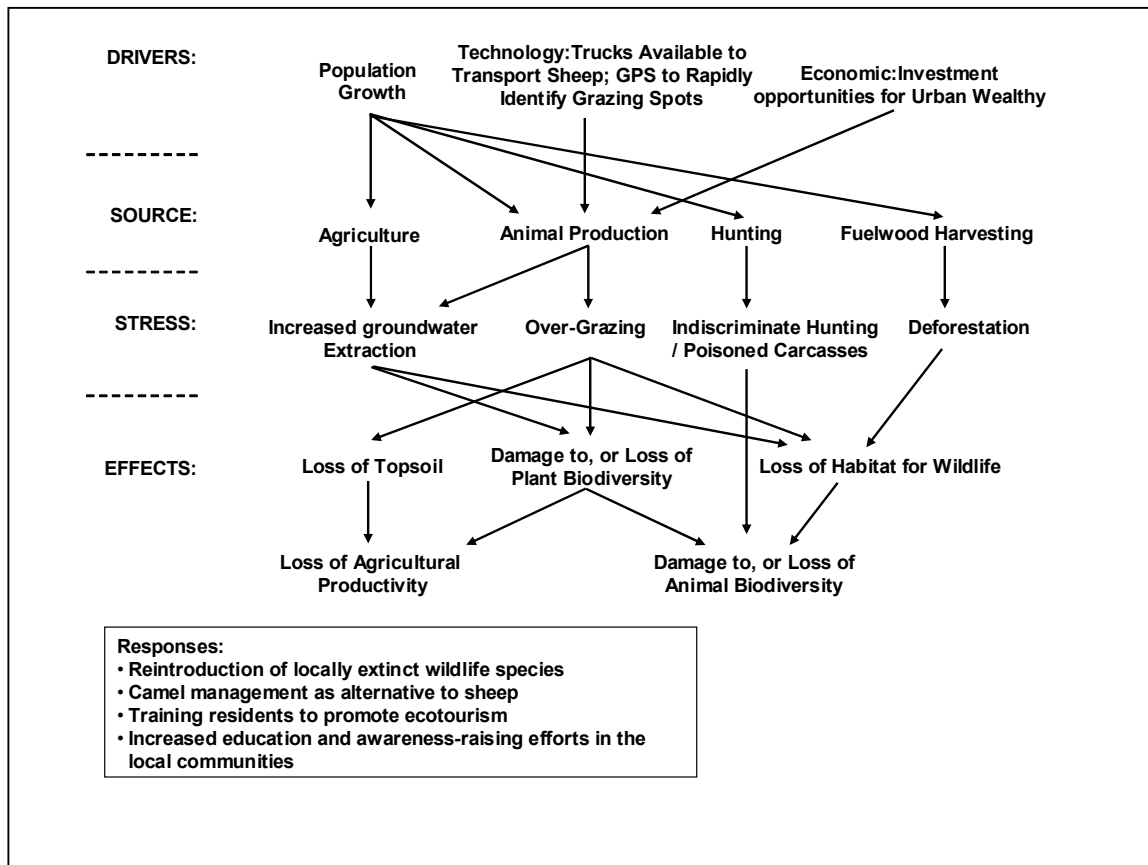 DRIVERS:
Population
Growth
Technology:Trucks Available to
Transport Sheep; GPS to Rapidly
Identify Grazing Spots
Economic:Investment
opportunities for Urban Wealthy
SOURCE:
Agriculture
Animal Production
Hunting
Fuelwood Harvesting
STRESS:
Increased groundwater
Extraction
Over-Grazing
Indiscriminate Hunting
/ Poisoned Carcasses
Deforestation
EFFECTS:
Loss of Topsoil
Damage to, or Loss of
Plant Biodiversity
Loss of Habitat for Wildlife
Loss of Agricultural
Productivity
Damage to, or Loss of
Animal Biodiversity
Responses:
• Reintroduction of locally extinct wildlife species
• Camel management as alternative to sheep
• Training residents to promote ecotourism
• Increased education and awareness-raising efforts in the
local communities